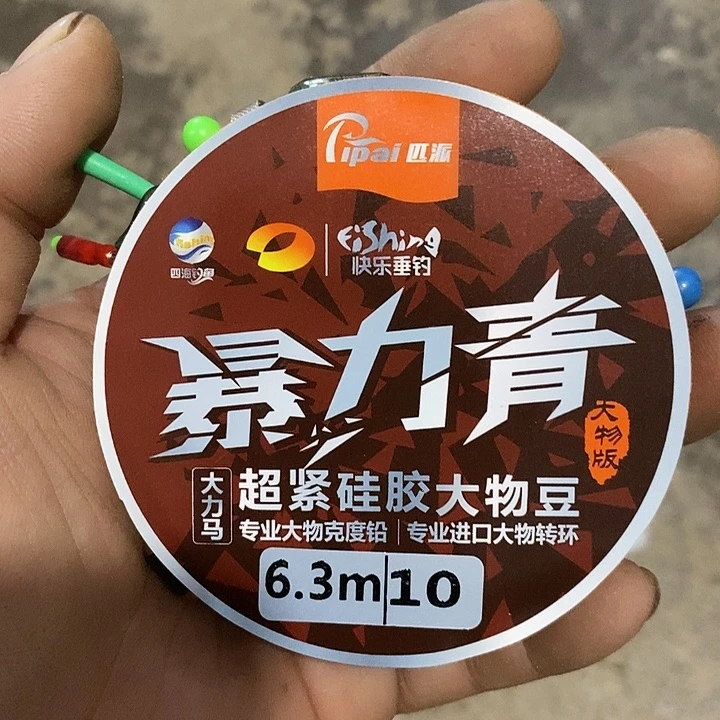 Pipai 匹派
fishing
四海钓鱼
FiShing
快乐垂钓
暴力青
大物版
大力马
超紧硅胶大物豆
专业大物克度铅 | 专业进口大物转环
6.3m|10